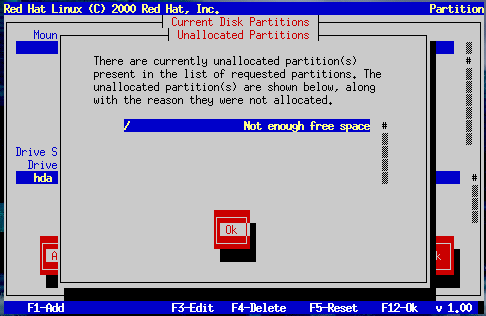 Red Hat Linux (C) 2000 Red Hat, Inc. Partition
Current Disk Partitions
Unallocated Partitions
Moun
There are currently unallocated partition(s)
present in the list of requested partitions. The
unallocated partition(s) are shown below, along
with the reason they were not allocated.
/ Not enough free space #
#
Drive S
Drive
hda #
Ok
A k
F1-Add F3-Edit F4-Delete F5-Reset F12-Ok v 1.00